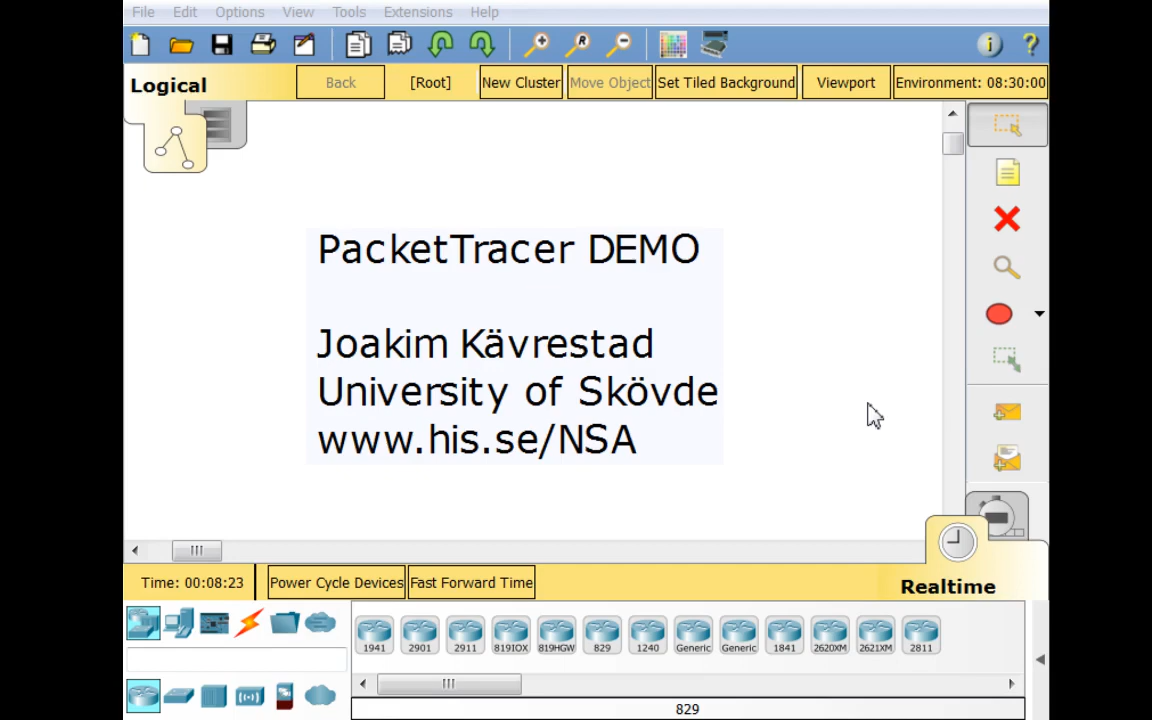 File Edit Options View Tools Extensions Help
R i ?
Logical Back [Root] New Cluster Move Object Set Tiled Background Viewport Environment: 08:30:00
PacketTracer DEMO
Joakim Kävrestad
University of Skövde
www.his.se/NSA
Time: 00:08:23 Power Cycle Devices Fast Forward Time Realtime
1941 2901 2911 819IOX 819HGW 829 1240 Generic Generic 1841 2620XM 2621XM 2811
829